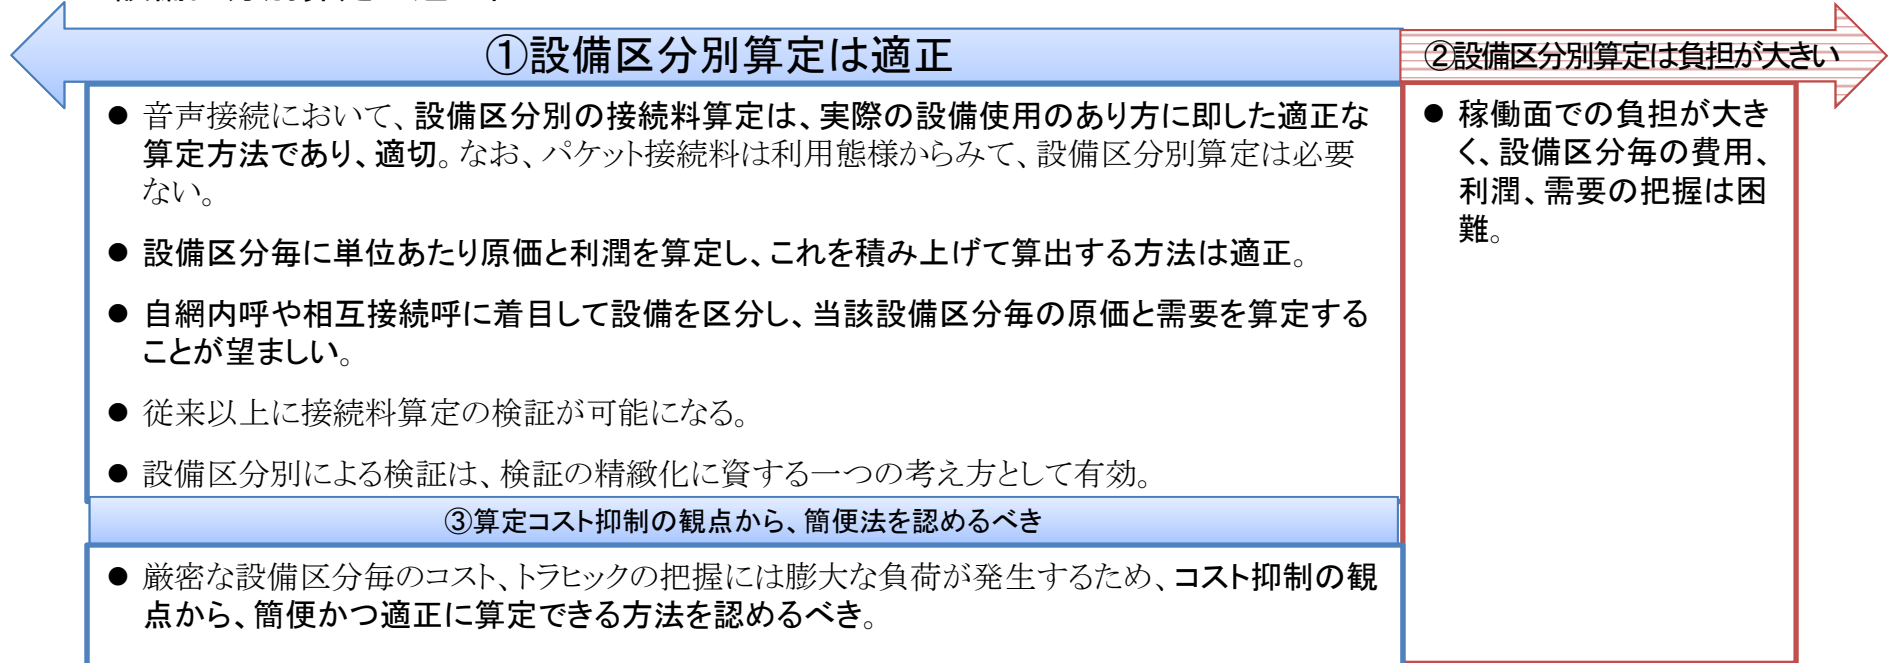 ①設備区分別算定は適正
●音声接続において、設備区分別の接続料算定は、実際の設備使用のあり方に即した適正な
算定方法であり、適切。なお、パケット接続料は利用態様からみて、設備区分別算定は必要
ない。
●設備区分毎に単位あたり原価と利潤を算定し、これを積み上げて算出する方法は適正。
●自網内呼や相互接続呼に着目して設備を区分し、当該設備区分毎の原価と需要を算定する
ことが望ましい。
●従来以上に接続料算定の検証が可能になる。
●設備区分別による検証は、検証の精緻化に資する一つの考え方として有効。
③算定コスト抑制の観点から、簡便法を認めるべき
●厳密な設備区分毎のコスト、トラヒックの把握には膨大な負荷が発生するため、コスト抑制の観
点から、簡便かつ適正に算定できる方法を認めるべき。
②設備区分別算定は負担が大きい
●稼働面での負担が大き
く、設備区分毎の費用、
利潤、需要の把握は困
難。